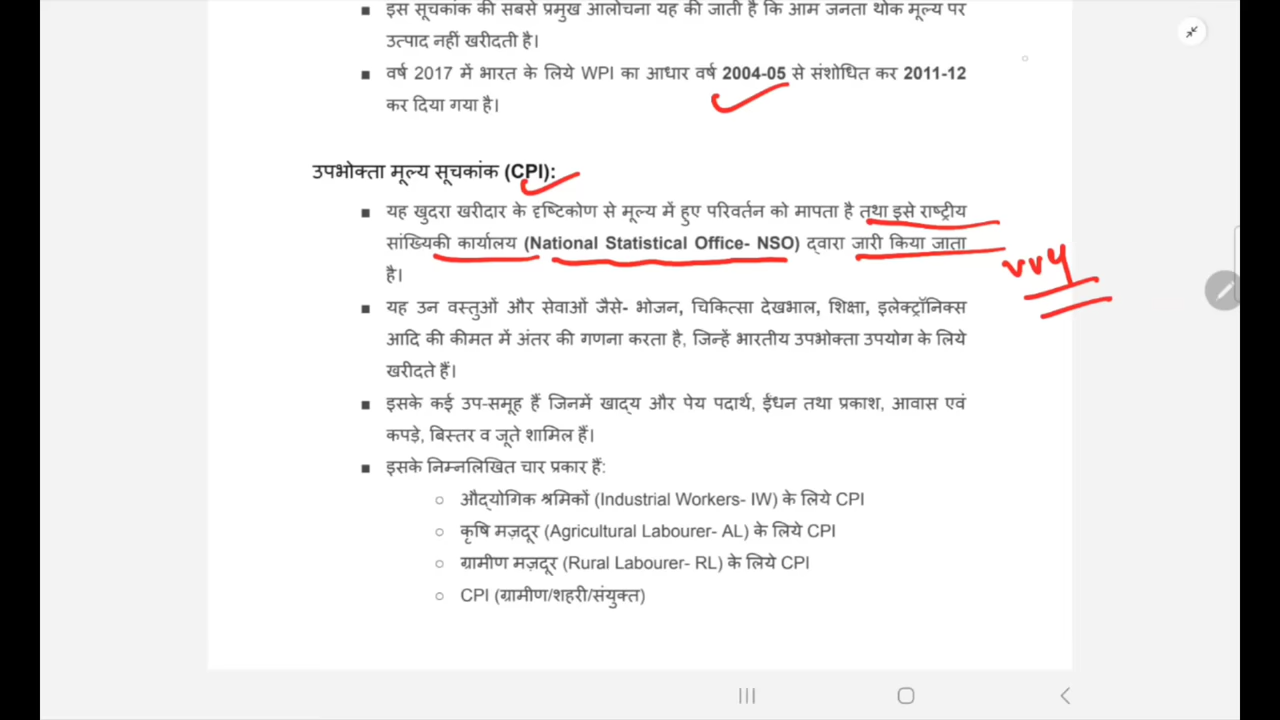 ■ इस सूचकांक की सबसे प्रमुख आलोचना यह की जाती है कि आम जनता थोक मूल्य पर
उत्पाद नहीं खरीदती है।
■ वर्ष 2017 में भारत के लिये WPI का आधार वर्ष 2004-05 से संशोधित कर 2011-12
कर दिया गया है।
उपभोक्ता मूल्य सूचकांक (CPI):
■ यह खुदरा खरीदार के दृष्टिकोण से मूल्य में हुए परिवर्तन को मापता है तथा इसे राष्ट्रीय
सांख्यिकी कार्यालय (National Statistical Office- NSO) द्वारा जारी किया जाता
है।
■ यह उन वस्तुओं और सेवाओं जैसे- भोजन, चिकित्सा देखभाल, शिक्षा, इलेक्ट्रॉनिक्स
आदि की कीमत में अंतर की गणना करता है, जिन्हें भारतीय उपभोक्ता उपयोग के लिये
खरीदते हैं।
■ इसके कई उप-समूह हैं जिनमें खाद्य और पेय पदार्थ, ईंधन तथा प्रकाश, आवास एवं
कपड़े, बिस्तर व जूते शामिल हैं।
■ इसके निम्नलिखित चार प्रकार हैं:
○ औद्योगिक श्रमिकों (Industrial Workers- IW) के लिये CPI
○ कृषि मज़दूर (Agricultural Labourer- AL) के लिये CPI
○ ग्रामीण मज़दूर (Rural Labourer- RL) के लिये CPI
○ CPI (ग्रामीण/शहरी/संयुक्त)